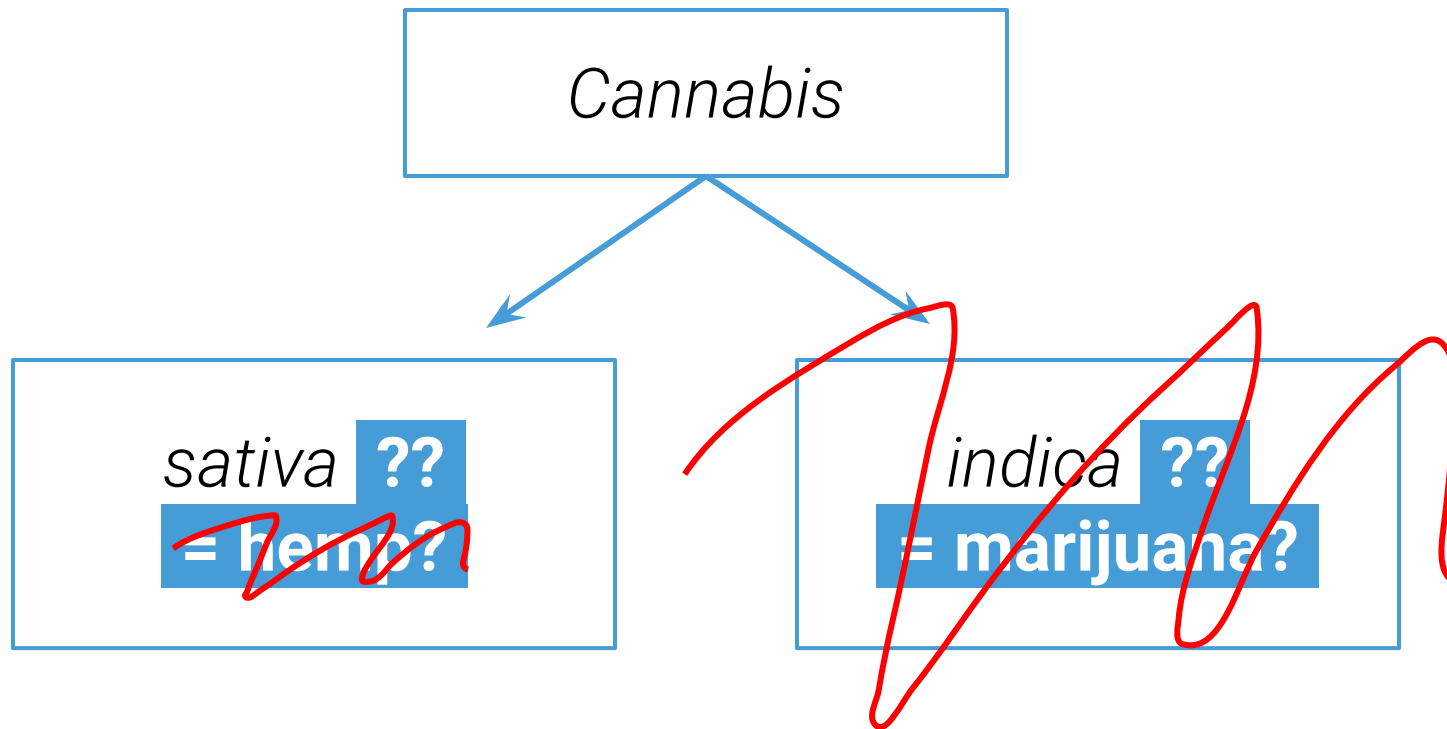 Cannabis
sativa ??
= hemp?
indica ??
= marijuana?